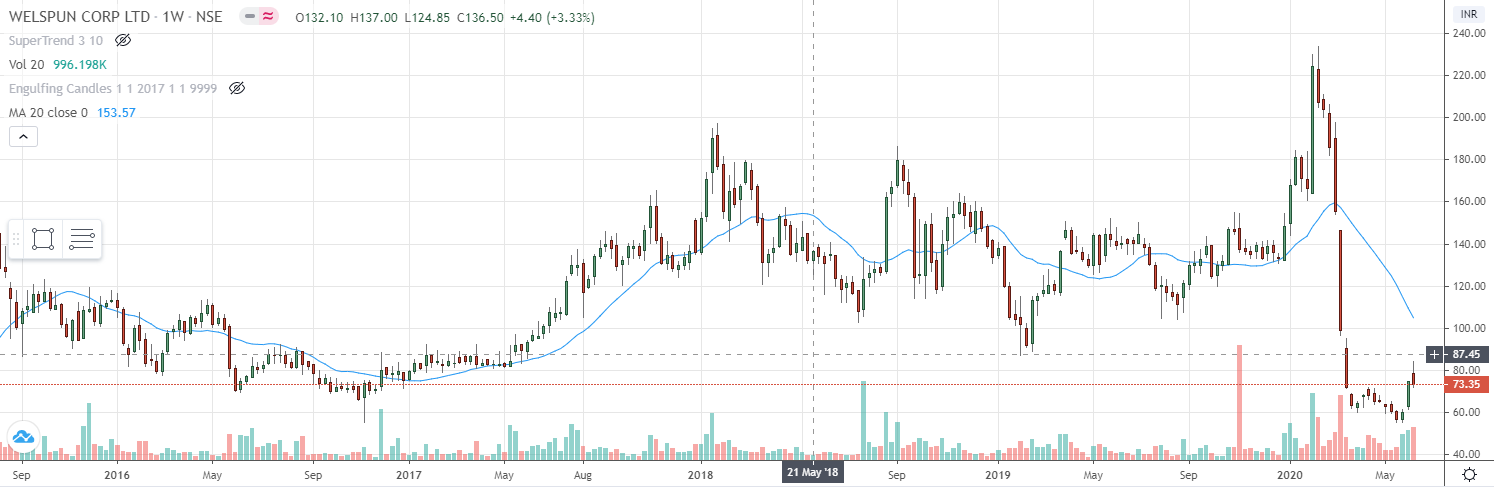 WELSPUN CORP LTD · 1W · NSE O132.10 H137.00 L124.85 C136.50 +4.40 (+3.33%) INR
SuperTrend 3 10
Vol 20 996.198K
Engulfing Candles 1 1 2017 1 1 9999
MA 20 close 0 153.57
240.00
220.00
200.00
180.00
160.00
140.00
120.00
100.00
87.45
80.00
73.35
60.00
40.00
Sep 2016 May Sep 2017 May Aug 2018 21 May '18 Sep 2019 May Sep 2020 May